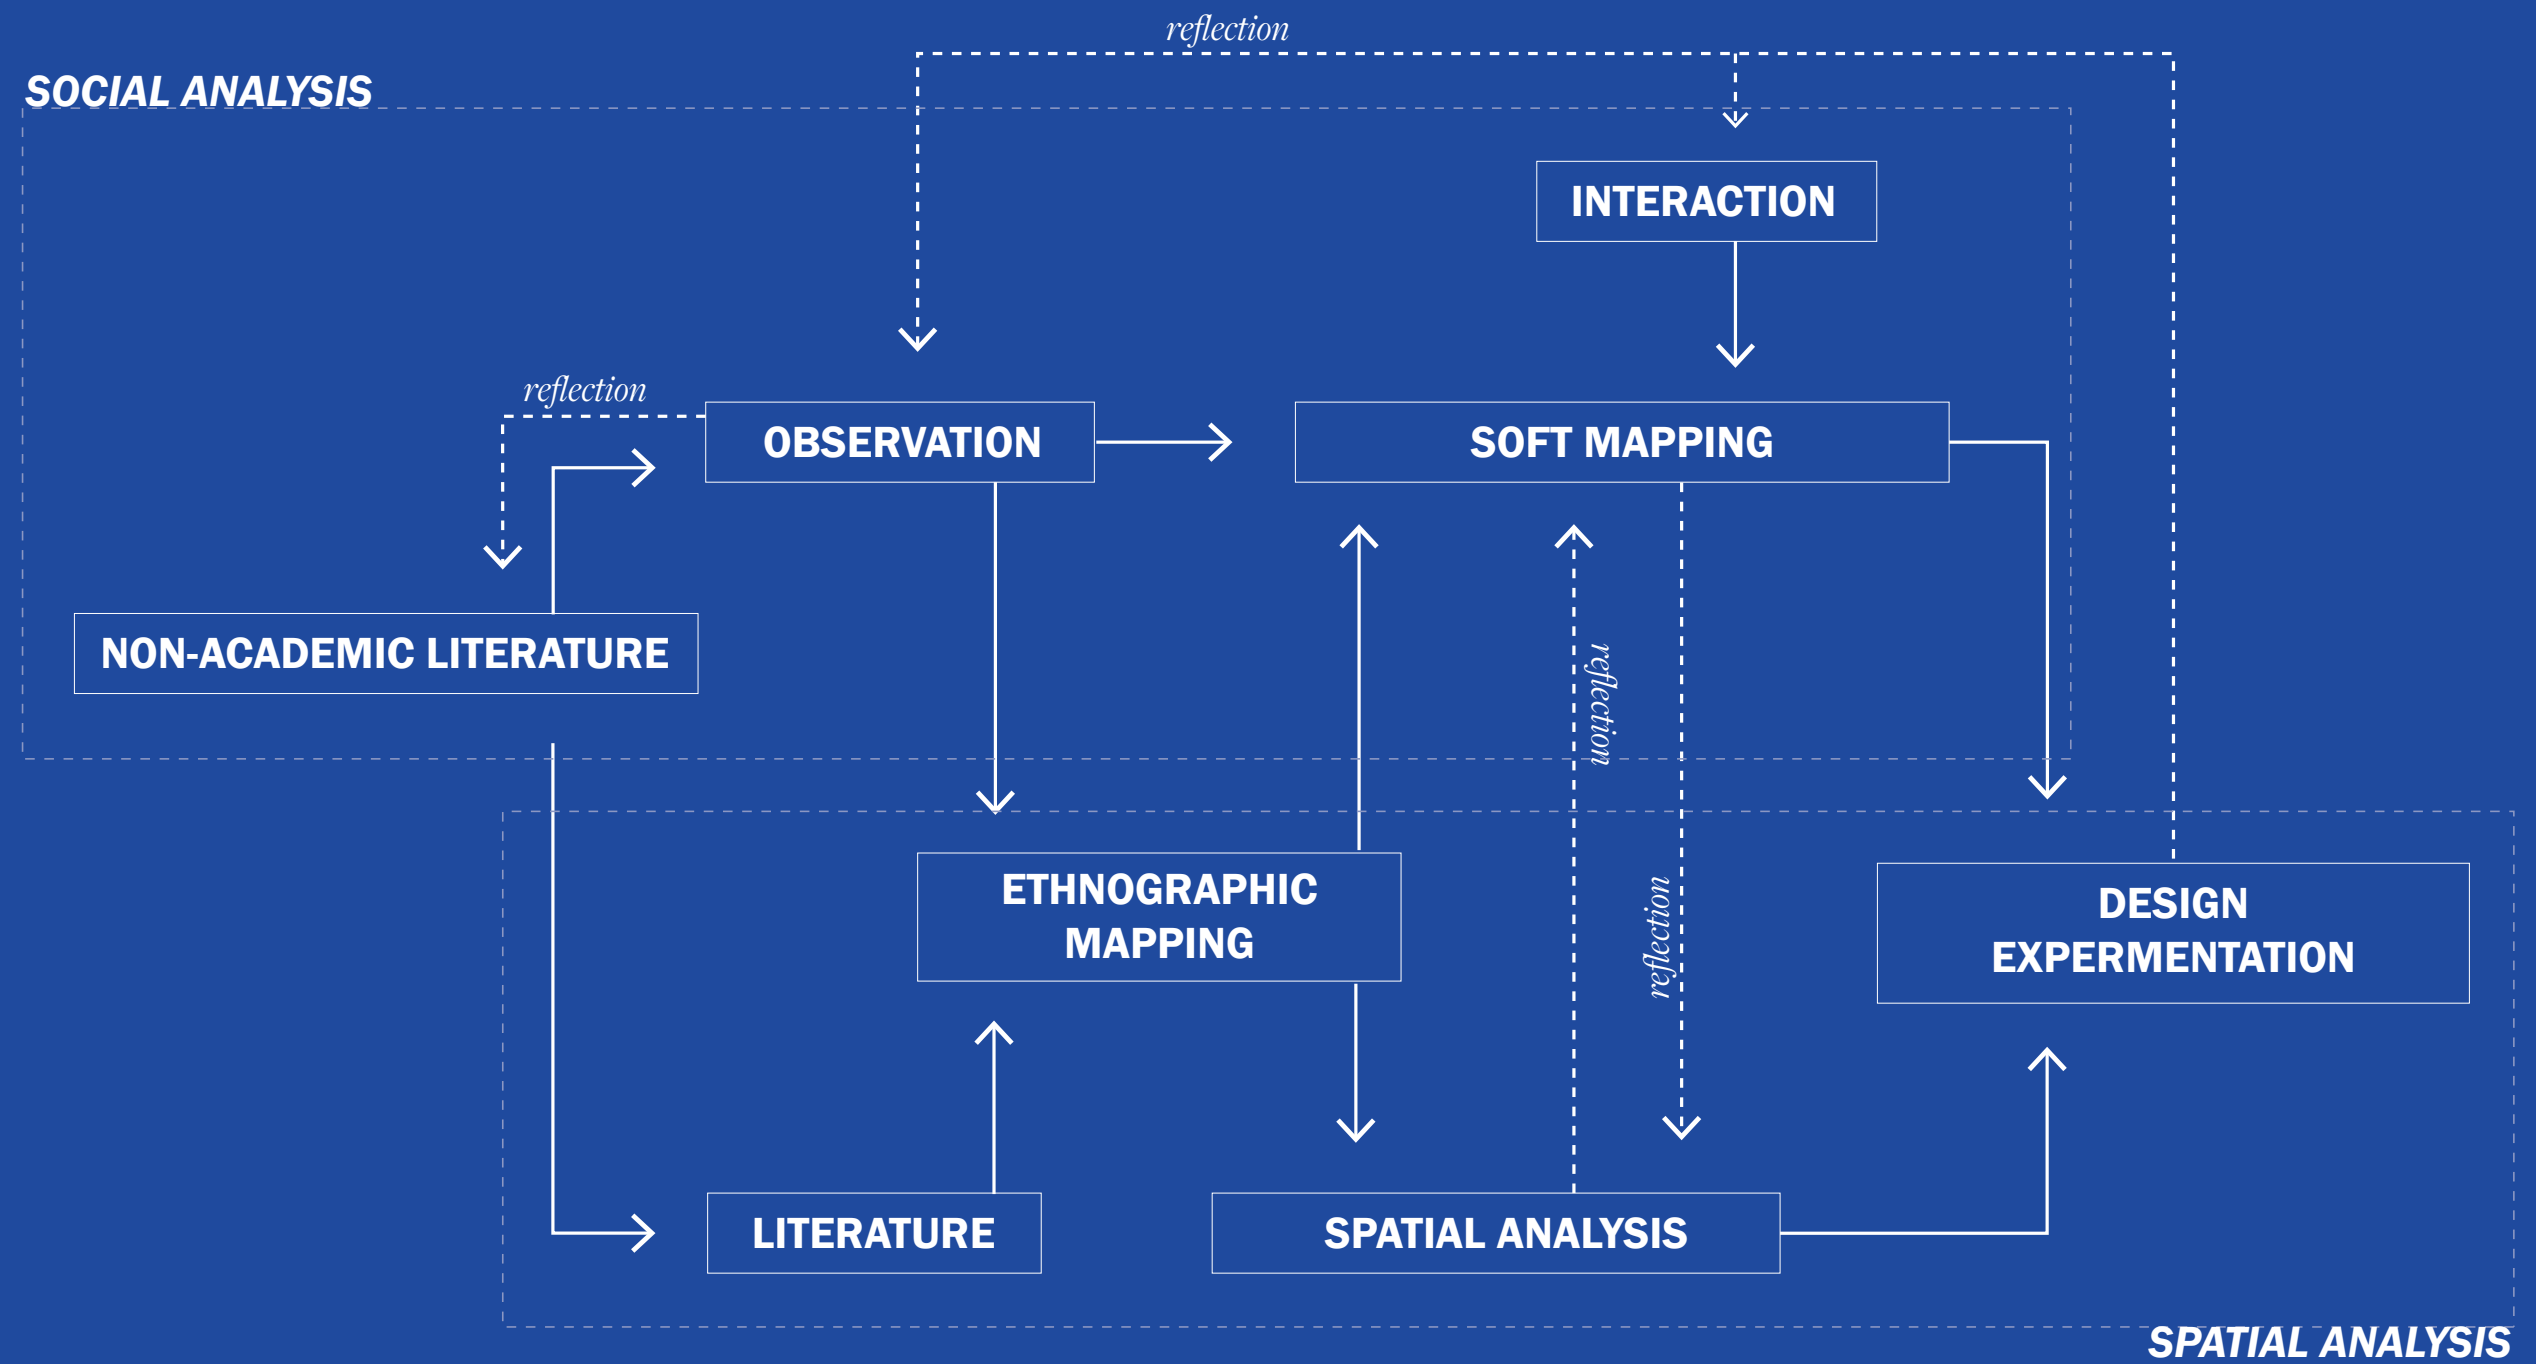 reflection
SOCIAL ANALYSIS
INTERACTION
reflection
OBSERVATION
SOFT MAPPING
NON-ACADEMIC LITERATURE
reflection
ETHNOGRAPHIC
MAPPING
reflection
DESIGN
EXPERMENTATION
LITERATURE
SPATIAL ANALYSIS
SPATIAL ANALYSIS